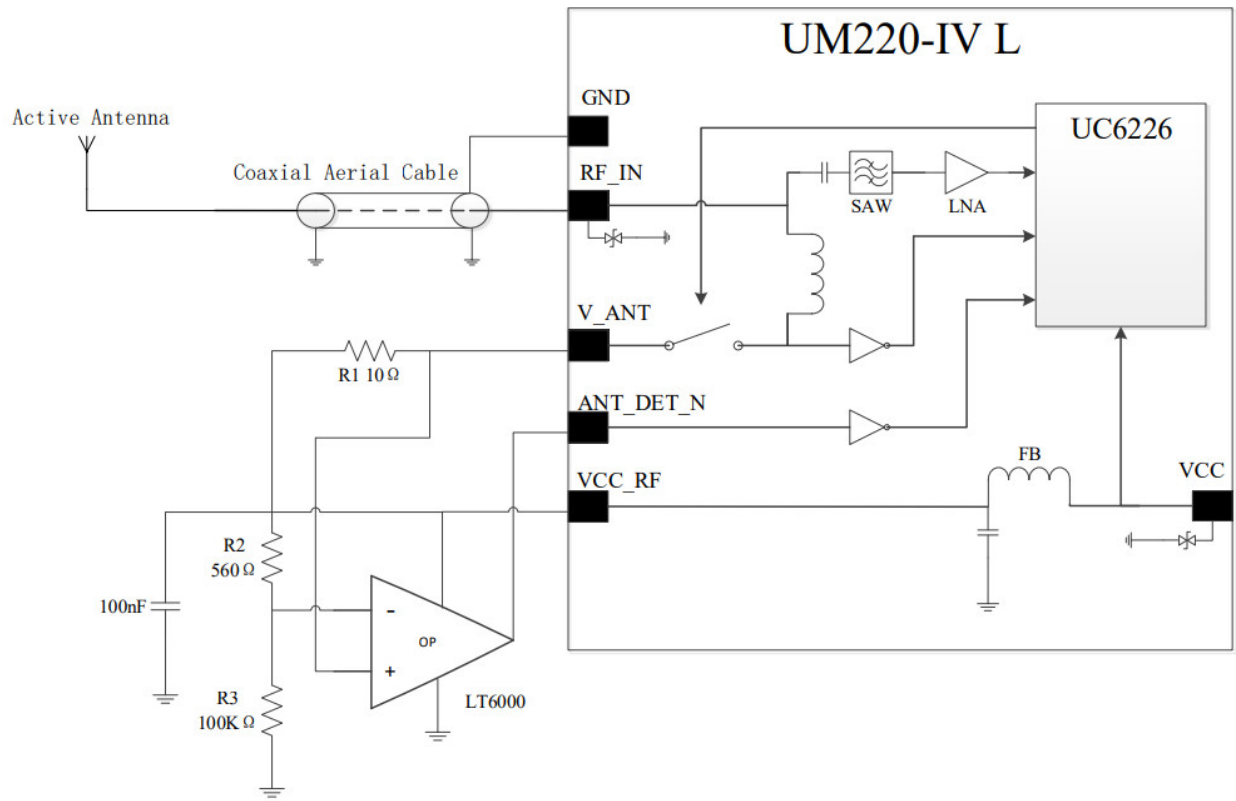 UM220-IV L
GND
Active Antenna
UC6226
Coaxial Aerial Cable
RF_IN
SAW
LNA
V_ANT
R1 10Ω
ANT_DET_N
FB
VCC_RF
VCC
R2
560Ω
100nF
-
OP
+
R3
100KΩ
LT6000